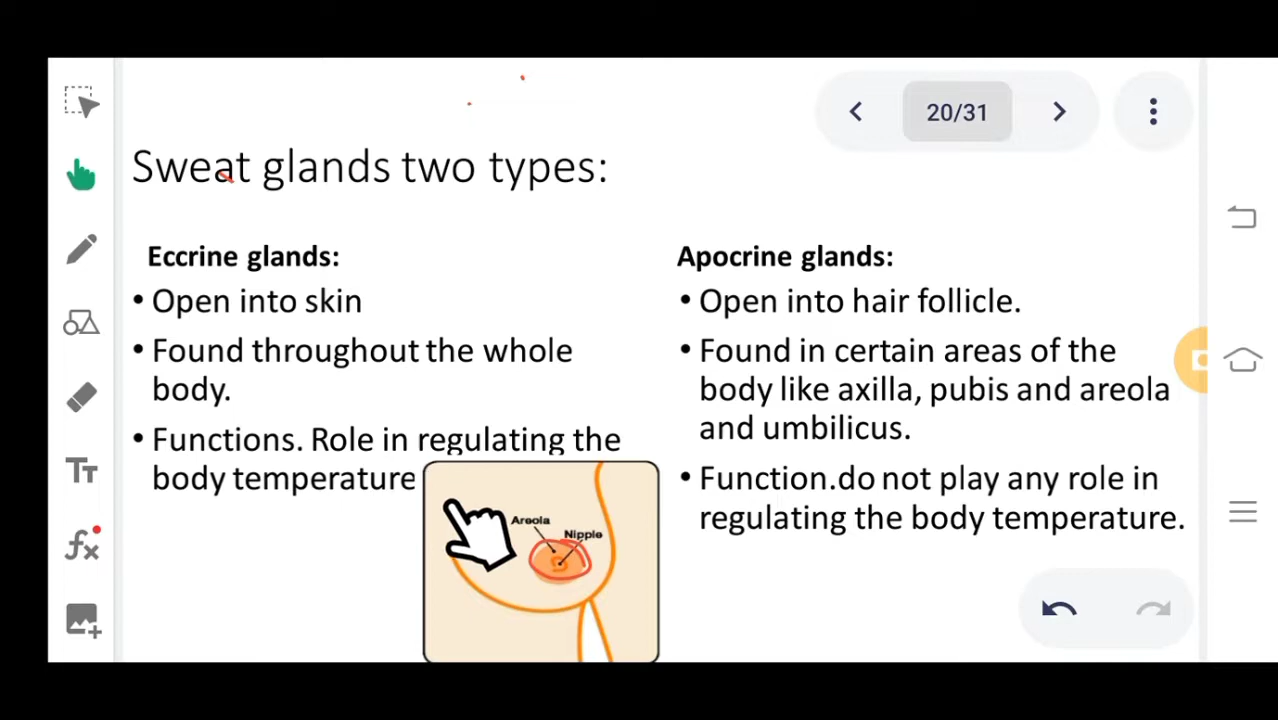 20/31
Sweat glands two types:
Eccrine glands:
• Open into skin
• Found throughout the whole
body.
• Functions. Role in regulating the
body temperature
Areola
Nipple
Apocrine glands:
• Open into hair follicle.
• Found in certain areas of the
body like axilla, pubis and areola
and umbilicus.
• Function.do not play any role in
regulating the body temperature.
TT
fx